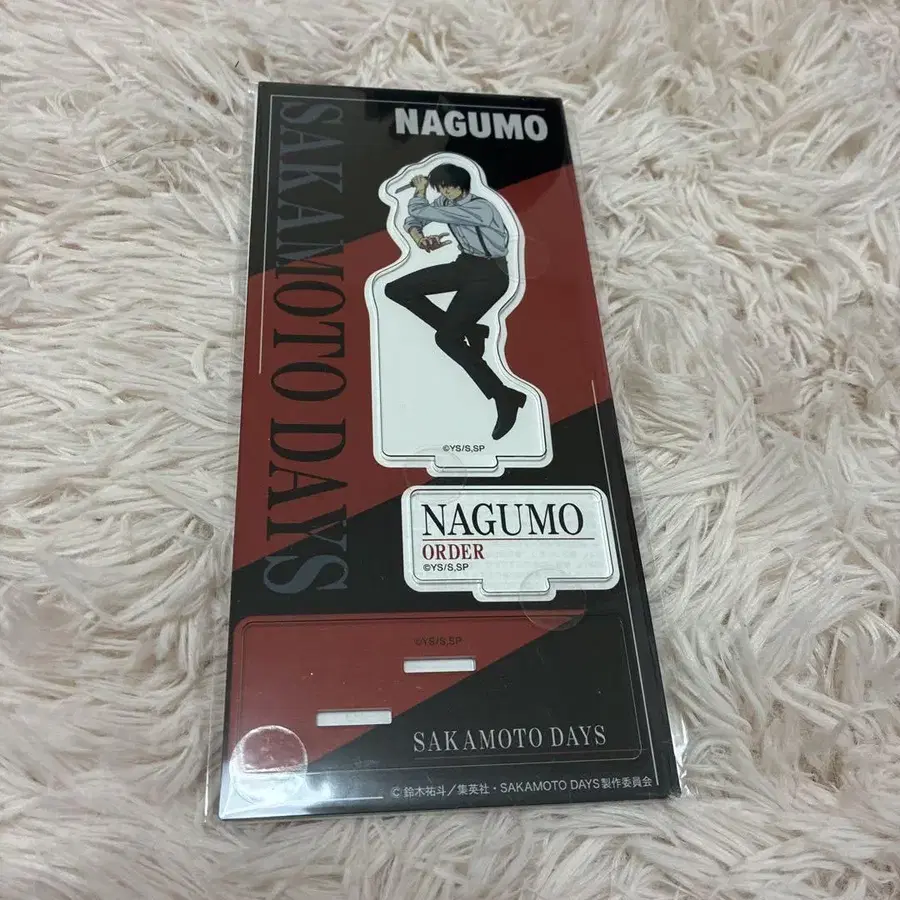 NAGUMO
SAKAMOTO DAYS
©YS/S,SP
NAGUMO
ORDER
©YS/S,SP
©YS/S,SP
SAKAMOTO DAYS
© 鈴木祐斗／集英社・SAKAMOTO DAYS製作委員会